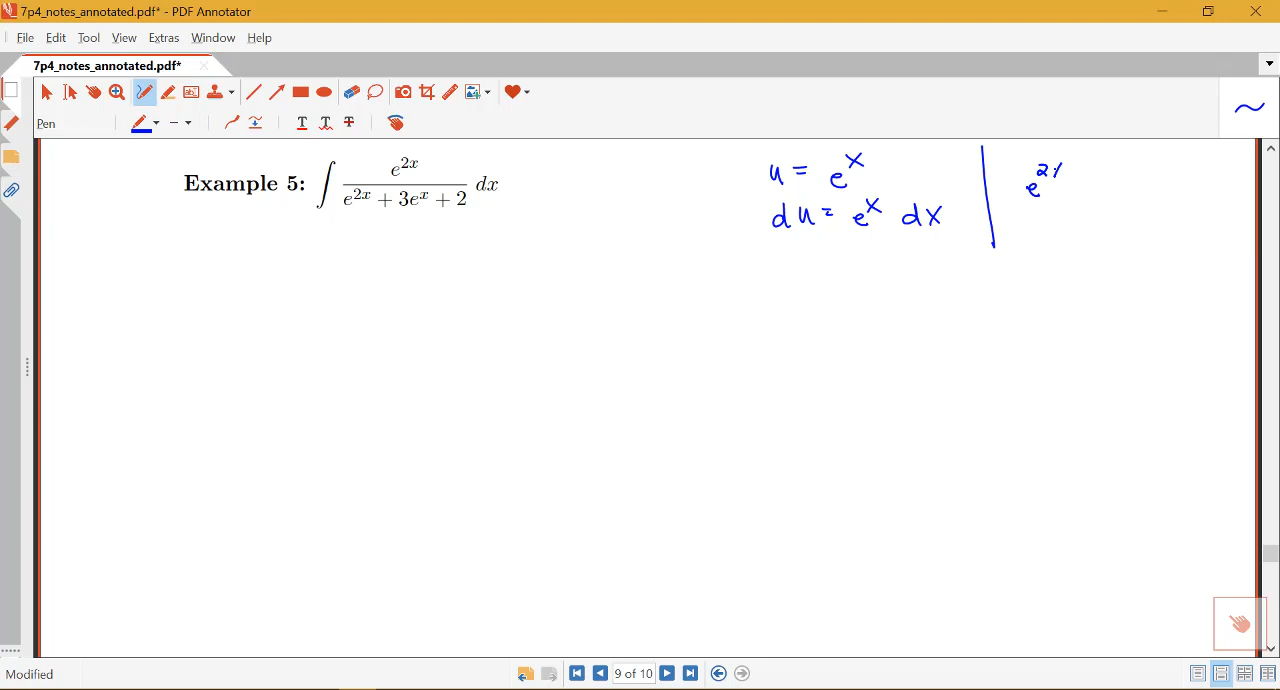 7p4_notes_annotated.pdf* - PDF Annotator
File Edit Tool View Extras Window Help
7p4_notes_annotated.pdf*
Pen
T T T
Example 5: ∫ e^{2x} / (e^{2x} + 3e^x + 2) dx
u = e^x
du = e^x dx
e^{2x}
Modified
9 of 10